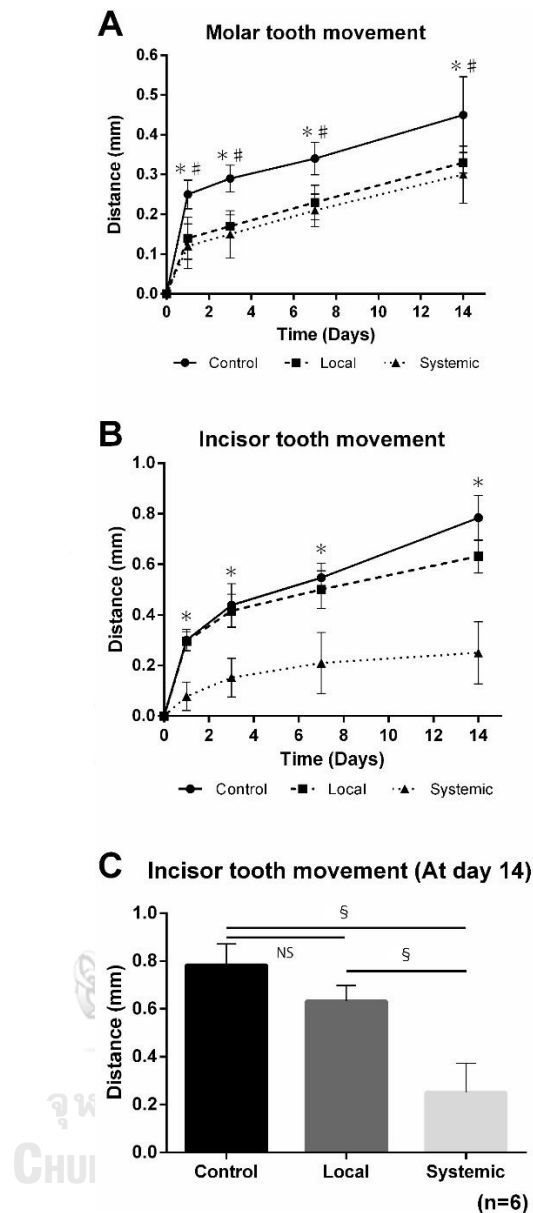 A
Molar tooth movement
Distance (mm)
0.6
0.5
0.4
0.3
0.2
0.1
0.0
* #
* #
* #
* #
0 2 4 6 8 10 12 14
Time (Days)
Control Local Systemic
B
Incisor tooth movement
Distance (mm)
1.0
0.8
0.6
0.4
0.2
0.0
*
*
*
*
0 2 4 6 8 10 12 14
Time (Days)
Control Local Systemic
C Incisor tooth movement (At day 14)
Distance (mm)
1.0
0.8
0.6
0.4
0.2
0.0
§
NS
§
Control Local Systemic
(n=6)